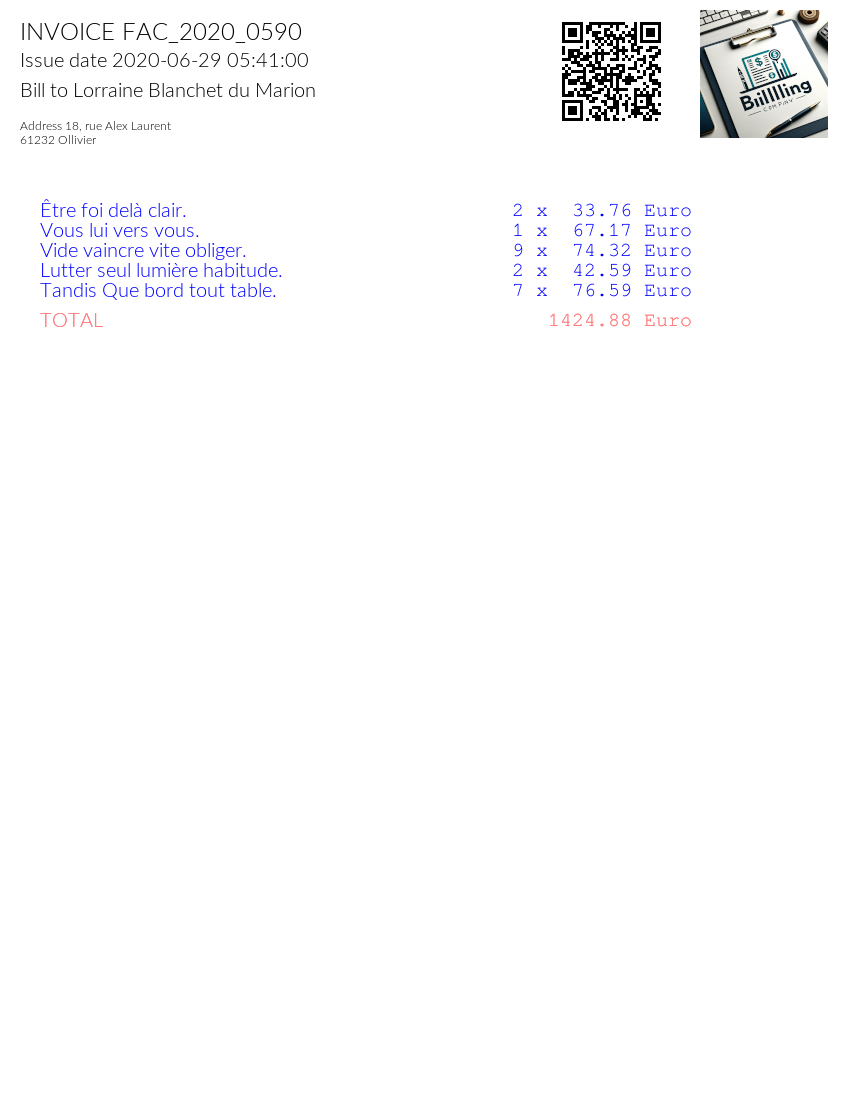 INVOICE FAC_2020_0590
Issue date 2020-06-29 05:41:00
Bill to Lorraine Blanchet du Marion
Address 18, rue Alex Laurent
61232 Ollivier
Biillling
COMPANY
Être foi delà clair. 2 x 33.76 Euro
Vous lui vers vous. 1 x 67.17 Euro
Vide vaincre vite obliger. 9 x 74.32 Euro
Lutter seul lumière habitude. 2 x 42.59 Euro
Tandis Que bord tout table. 7 x 76.59 Euro
TOTAL 1424.88 Euro